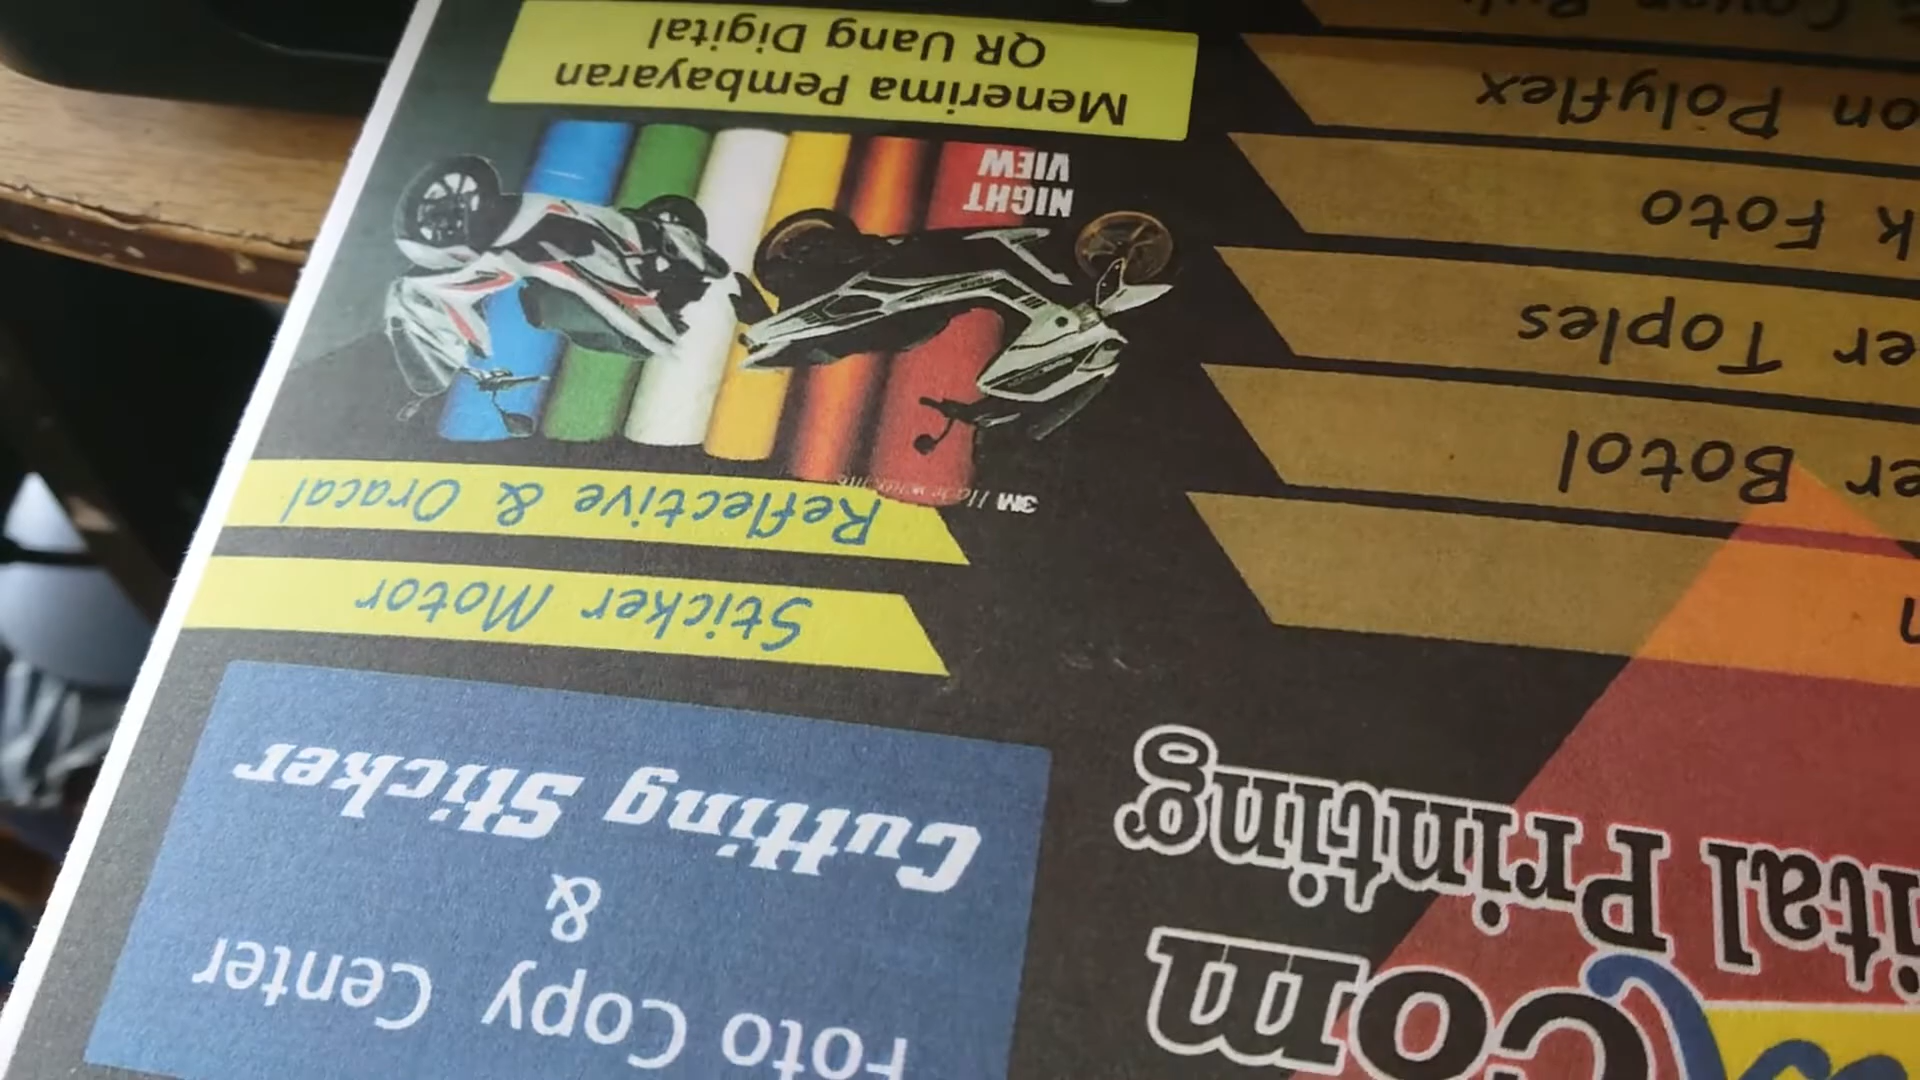 Com
ital Printing
Foto Copy Center
&
Cutting Sticker
Sticker Motor
Reflective & Oracal
3M
NIGHT
VIEW
Menerima Pembayaran
QR Uang Digital
n
er Botol
er Toples
k Foto
on Polyflex